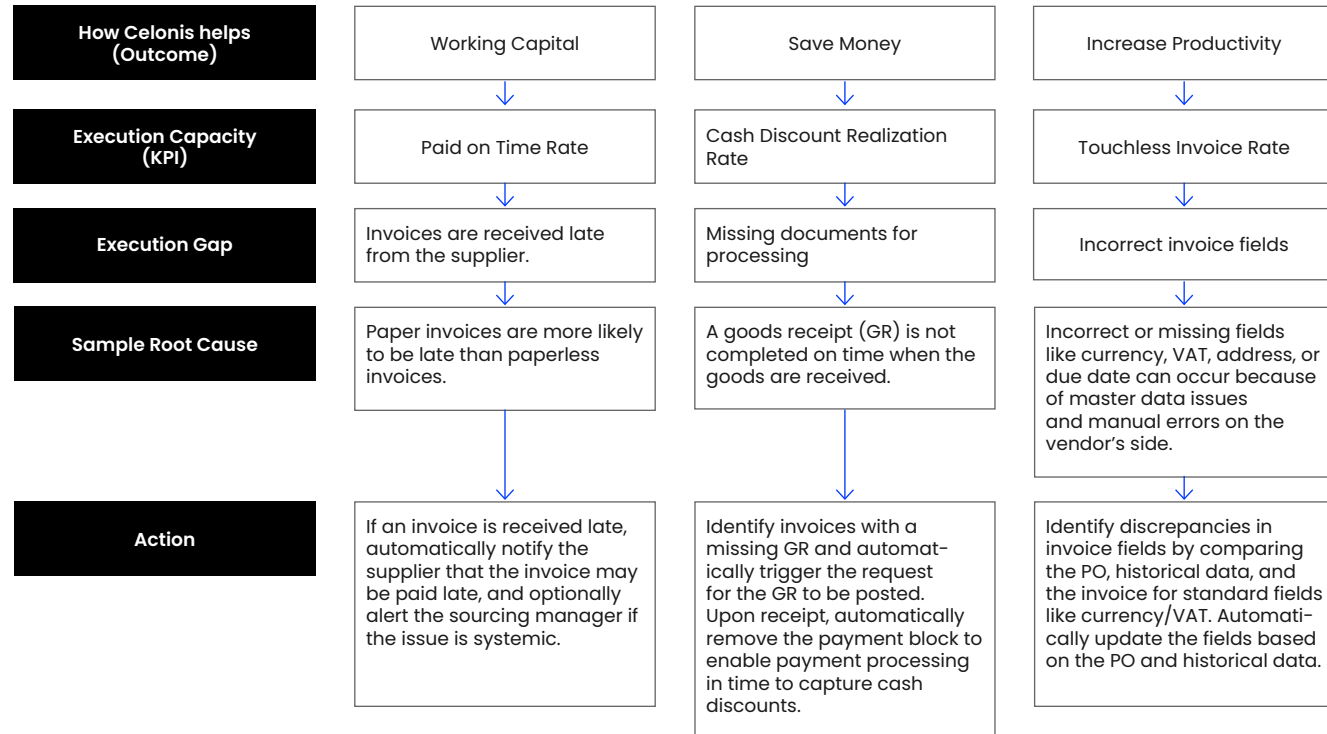 How Celonis helps
(Outcome)
Working Capital
Save Money
Increase Productivity
Execution Capacity
(KPI)
Paid on Time Rate
Cash Discount Realization
Rate
Touchless Invoice Rate
Execution Gap
Invoices are received late
from the supplier.
Missing documents for
processing
Incorrect invoice fields
Sample Root Cause
Paper invoices are more likely
to be late than paperless
invoices.
A goods receipt (GR) is not
completed on time when the
goods are received.
Incorrect or missing fields
like currency, VAT, address, or
due date can occur because
of master data issues
and manual errors on the
vendor’s side.
Action
If an invoice is received late,
automatically notify the
supplier that the invoice may
be paid late, and optionally
alert the sourcing manager if
the issue is systemic.
Identify invoices with a
missing GR and automat-
ically trigger the request
for the GR to be posted.
Upon receipt, automatically
remove the payment block to
enable payment processing
in time to capture cash
discounts.
Identify discrepancies in
invoice fields by comparing
the PO, historical data, and
the invoice for standard fields
like currency/VAT. Automati-
cally update the fields based
on the PO and historical data.